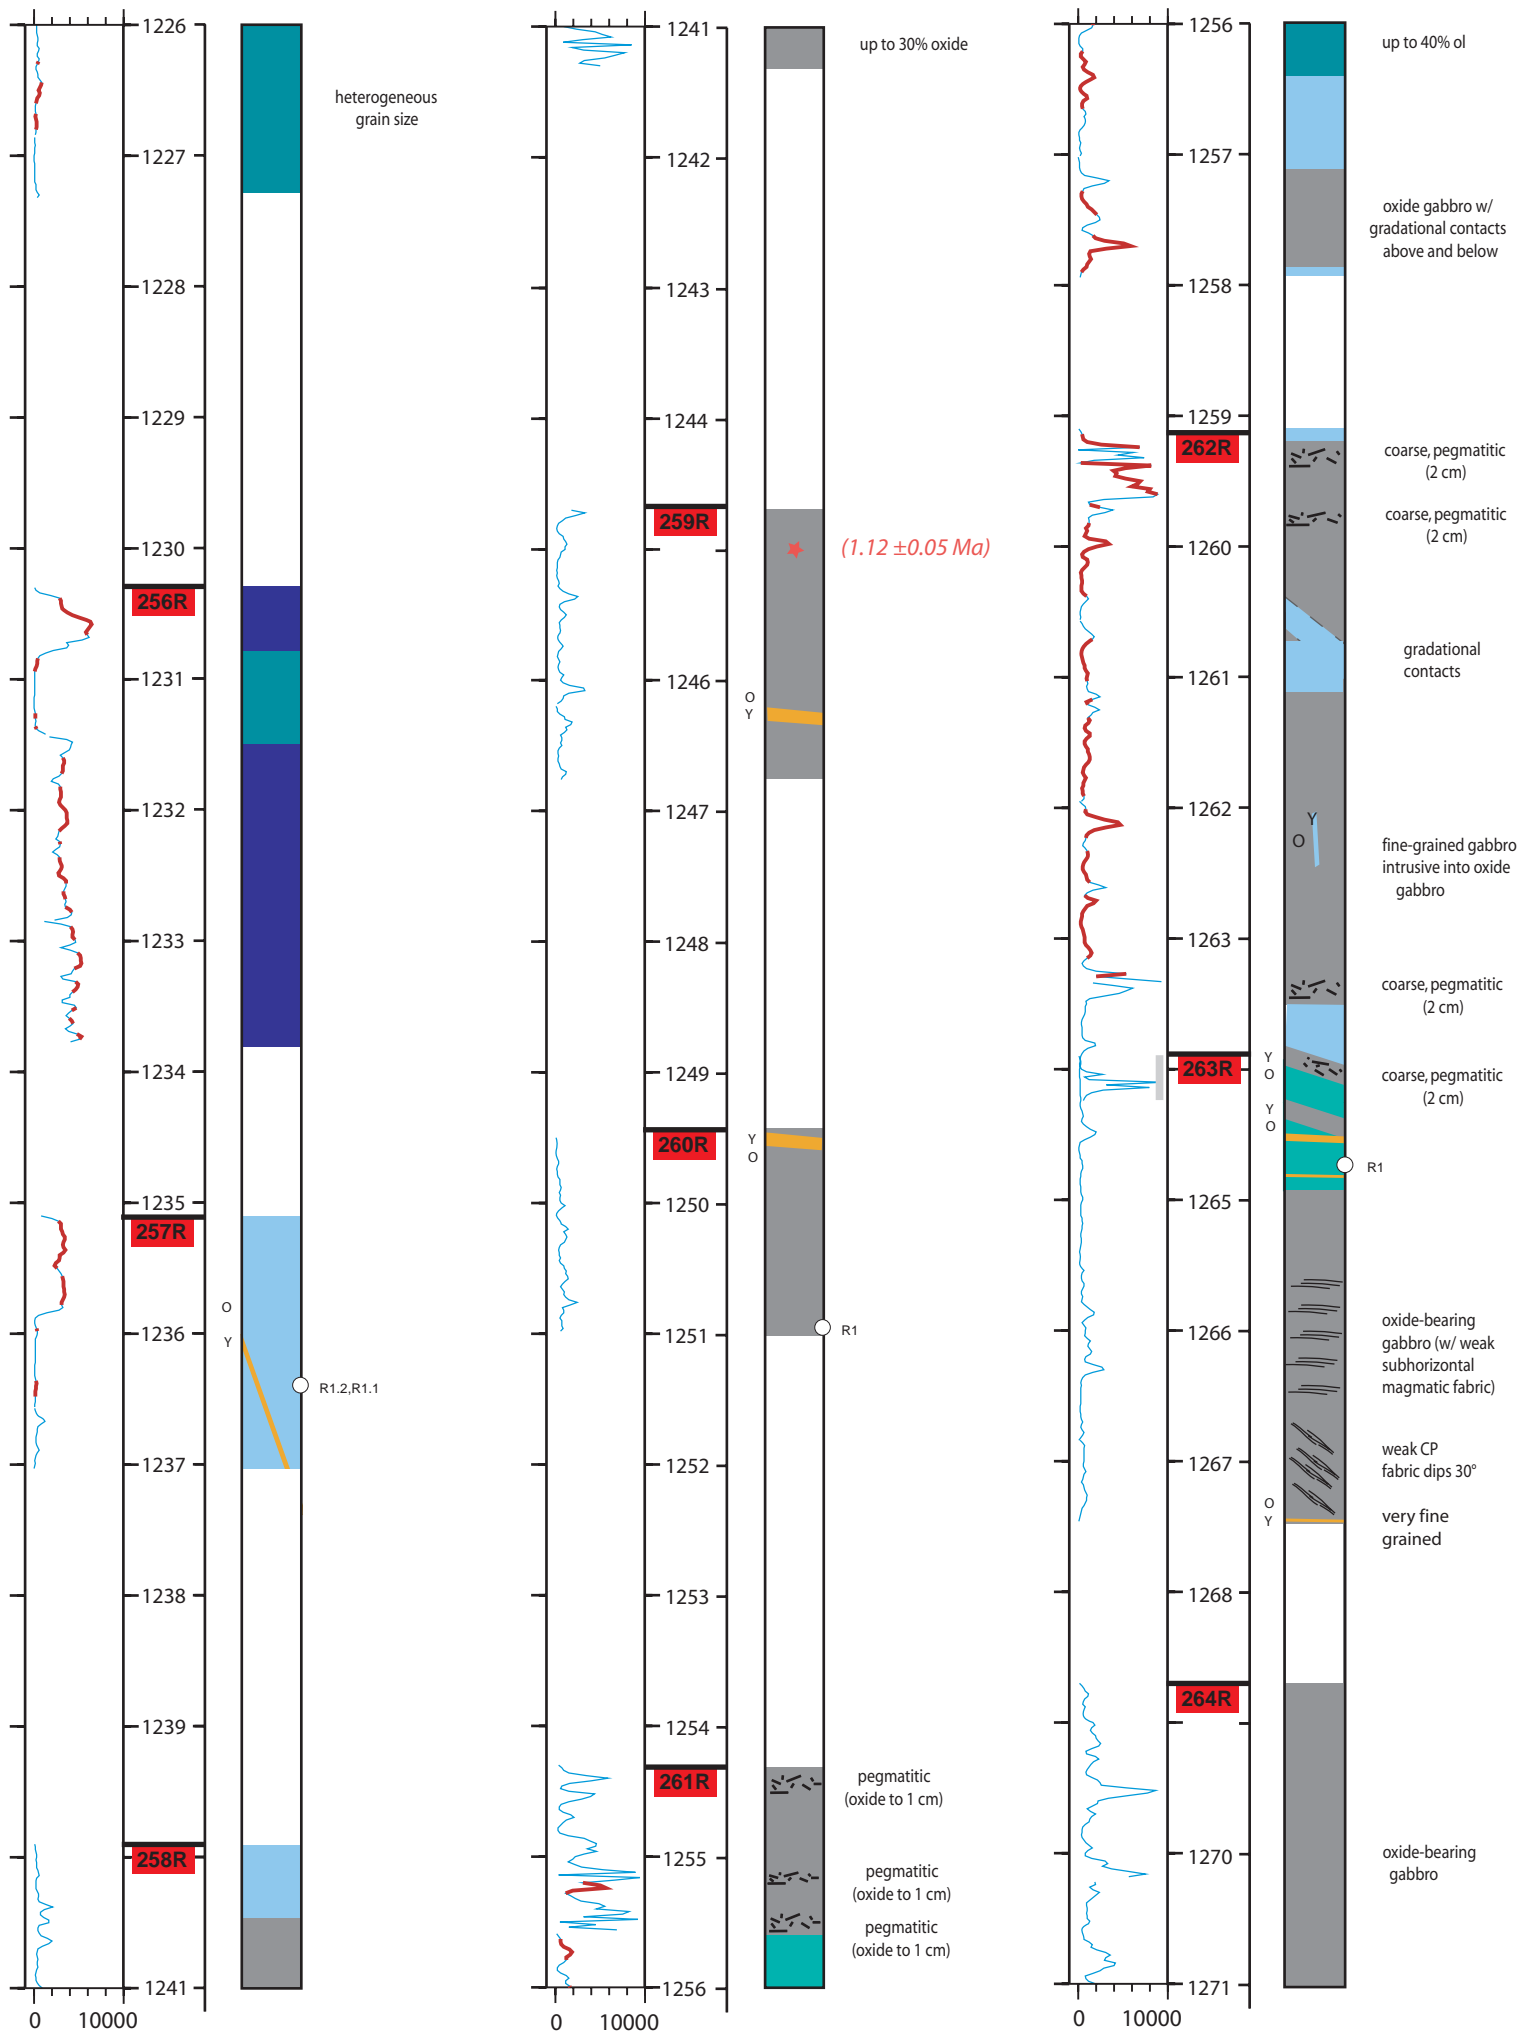 1226
1227
1228
1229
1230
256R
1231
1232
1233
1234
1235
257R
1236
1237
1238
1239
258R
1241
0
10000
heterogeneous
grain size
O
Y
R1.2,R1.1
1241
1242
1243
1244
259R
1246
1247
1248
1249
260R
1250
1251
1252
1253
1254
261R
1255
1256
0
10000
up to 30% oxide
(1.12 ±0.05 Ma)
O
Y
Y
O
R1
pegmatitic
(oxide to 1 cm)
pegmatitic
(oxide to 1 cm)
pegmatitic
(oxide to 1 cm)
1256
1257
1258
1259
262R
1260
1261
1262
1263
263R
1265
1266
1267
1268
264R
1270
1271
0
10000
up to 40% ol
oxide gabbro w/
gradational contacts
above and below
coarse, pegmatitic
(2 cm)
coarse, pegmatitic
(2 cm)
gradational
contacts
Y
O
fine-grained gabbro
intrusive into oxide
gabbro
coarse, pegmatitic
(2 cm)
Y
O
coarse, pegmatitic
(2 cm)
Y
O
R1
oxide-bearing
gabbro (w/ weak
subhorizontal
magmatic fabric)
weak CP
fabric dips 30°
O
Y
very fine
grained
oxide-bearing
gabbro